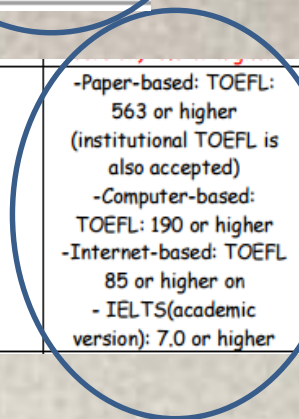 -Paper-based: TOEFL:
563 or higher
(institutional TOEFL is
also accepted)
-Computer-based:
TOEFL: 190 or higher
-Internet-based: TOEFL
85 or higher on
- IELTS(academic
version): 7.0 or higher